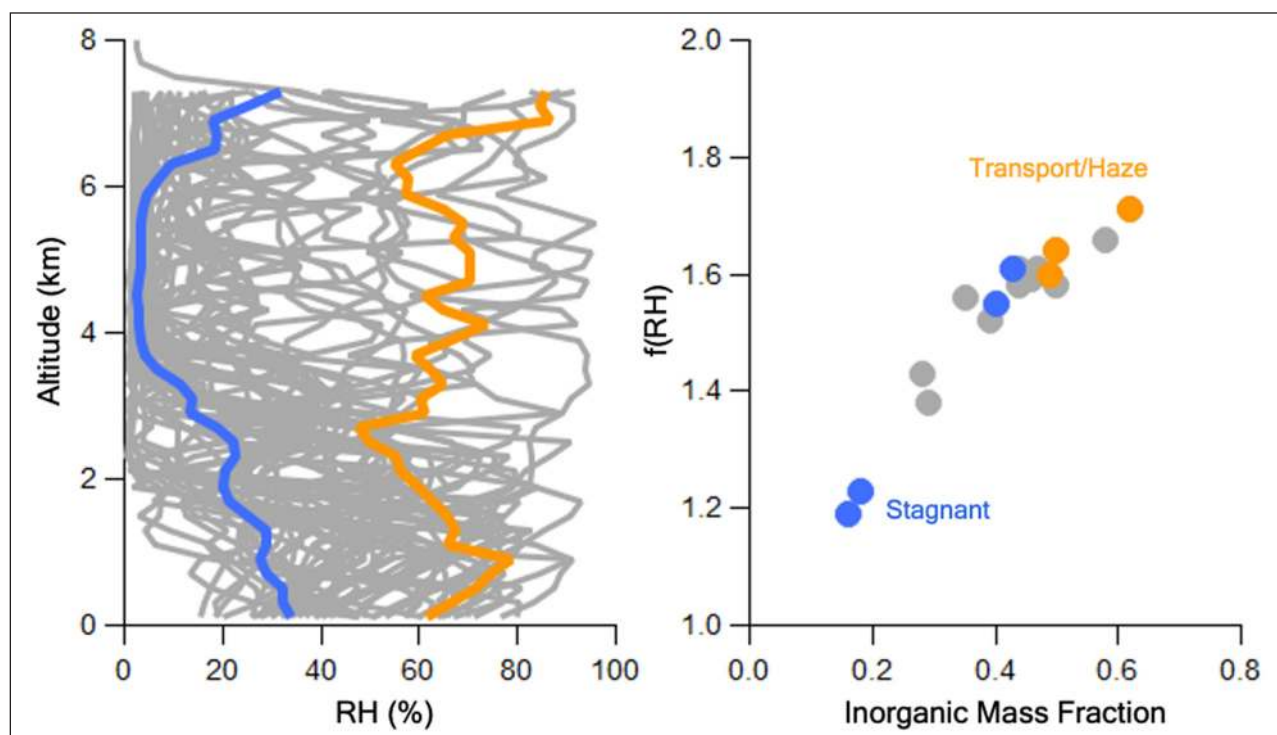 8
6
4
2
0
Altitude (km)
0 20 40 60 80 100
RH (%)
2.0
1.8
1.6
1.4
1.2
1.0
f(RH)
Transport/Haze
Stagnant
0.0 0.2 0.4 0.6 0.8
Inorganic Mass Fraction